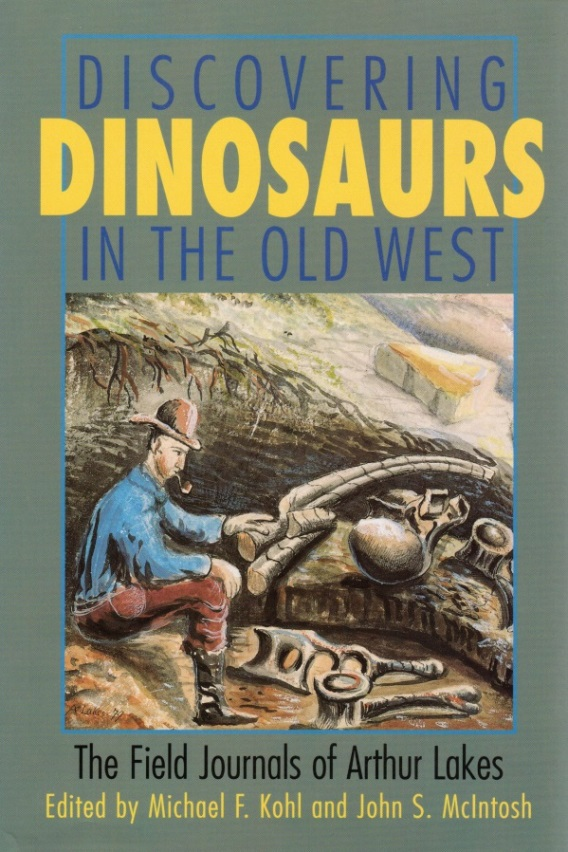 DISCOVERING
DINOSAURS
IN THE OLD WEST
The Field Journals of Arthur Lakes
Edited by Michael F. Kohl and John S. McIntosh